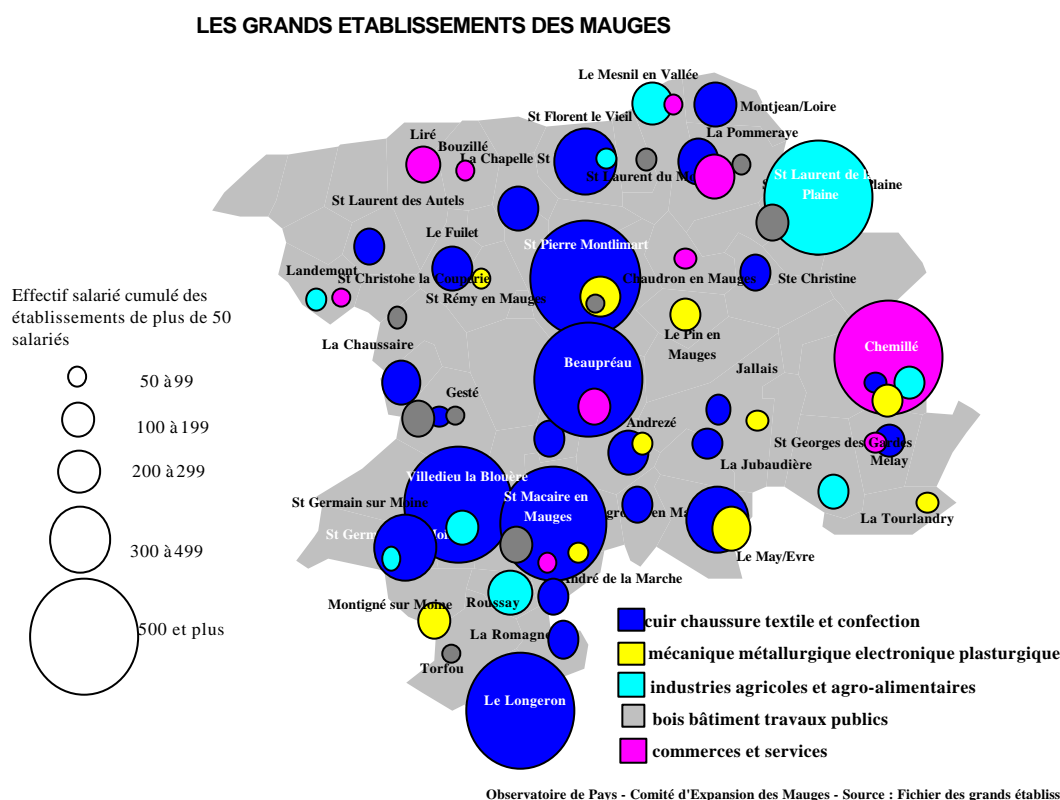 LES GRANDS ETABLISSEMENTS DES MAUGES
Le Mesnil en Vallée
Montjean/Loire
St Florent le Vieil
La Pommeraye
Liré
Bouzillé
La Chapelle St
St Laurent du M
St Laurent de l
Plaine
Plaine
St Laurent des Autels
Le Fuilet
St Pierre Montlimart
Landemont
St Christohe la Couperie
Chaudron en Mauges
Ste Christine
St Rémy en Mauges
Effectif salarié cumulé des
établissements de plus de 50
salariés
50 à 99
100 à 199
200 à 299
300 à 499
500 et plus
La Chaussaire
Le Pin en
Mauges
Chemillé
Beaupréau
Jallais
Gesté
Andrezé
St Georges des Gardes
Melay
La Jubaudière
Villedieu la Blouère
St Germain sur Moine
St Macaire en
Mauges
La Tourlandry
St Germ
Le May/Evre
André de la Marche
Montigné sur Moine
Roussay
La Romagne
Torfou
Le Longeron
cuir chaussure textile et confection
mécanique métallurgique electronique plasturgique
industries agricoles et agro-alimentaires
bois bâtiment travaux publics
commerces et services
Observatoire de Pays - Comité d'Expansion des Mauges - Source : Fichier des grands établiss